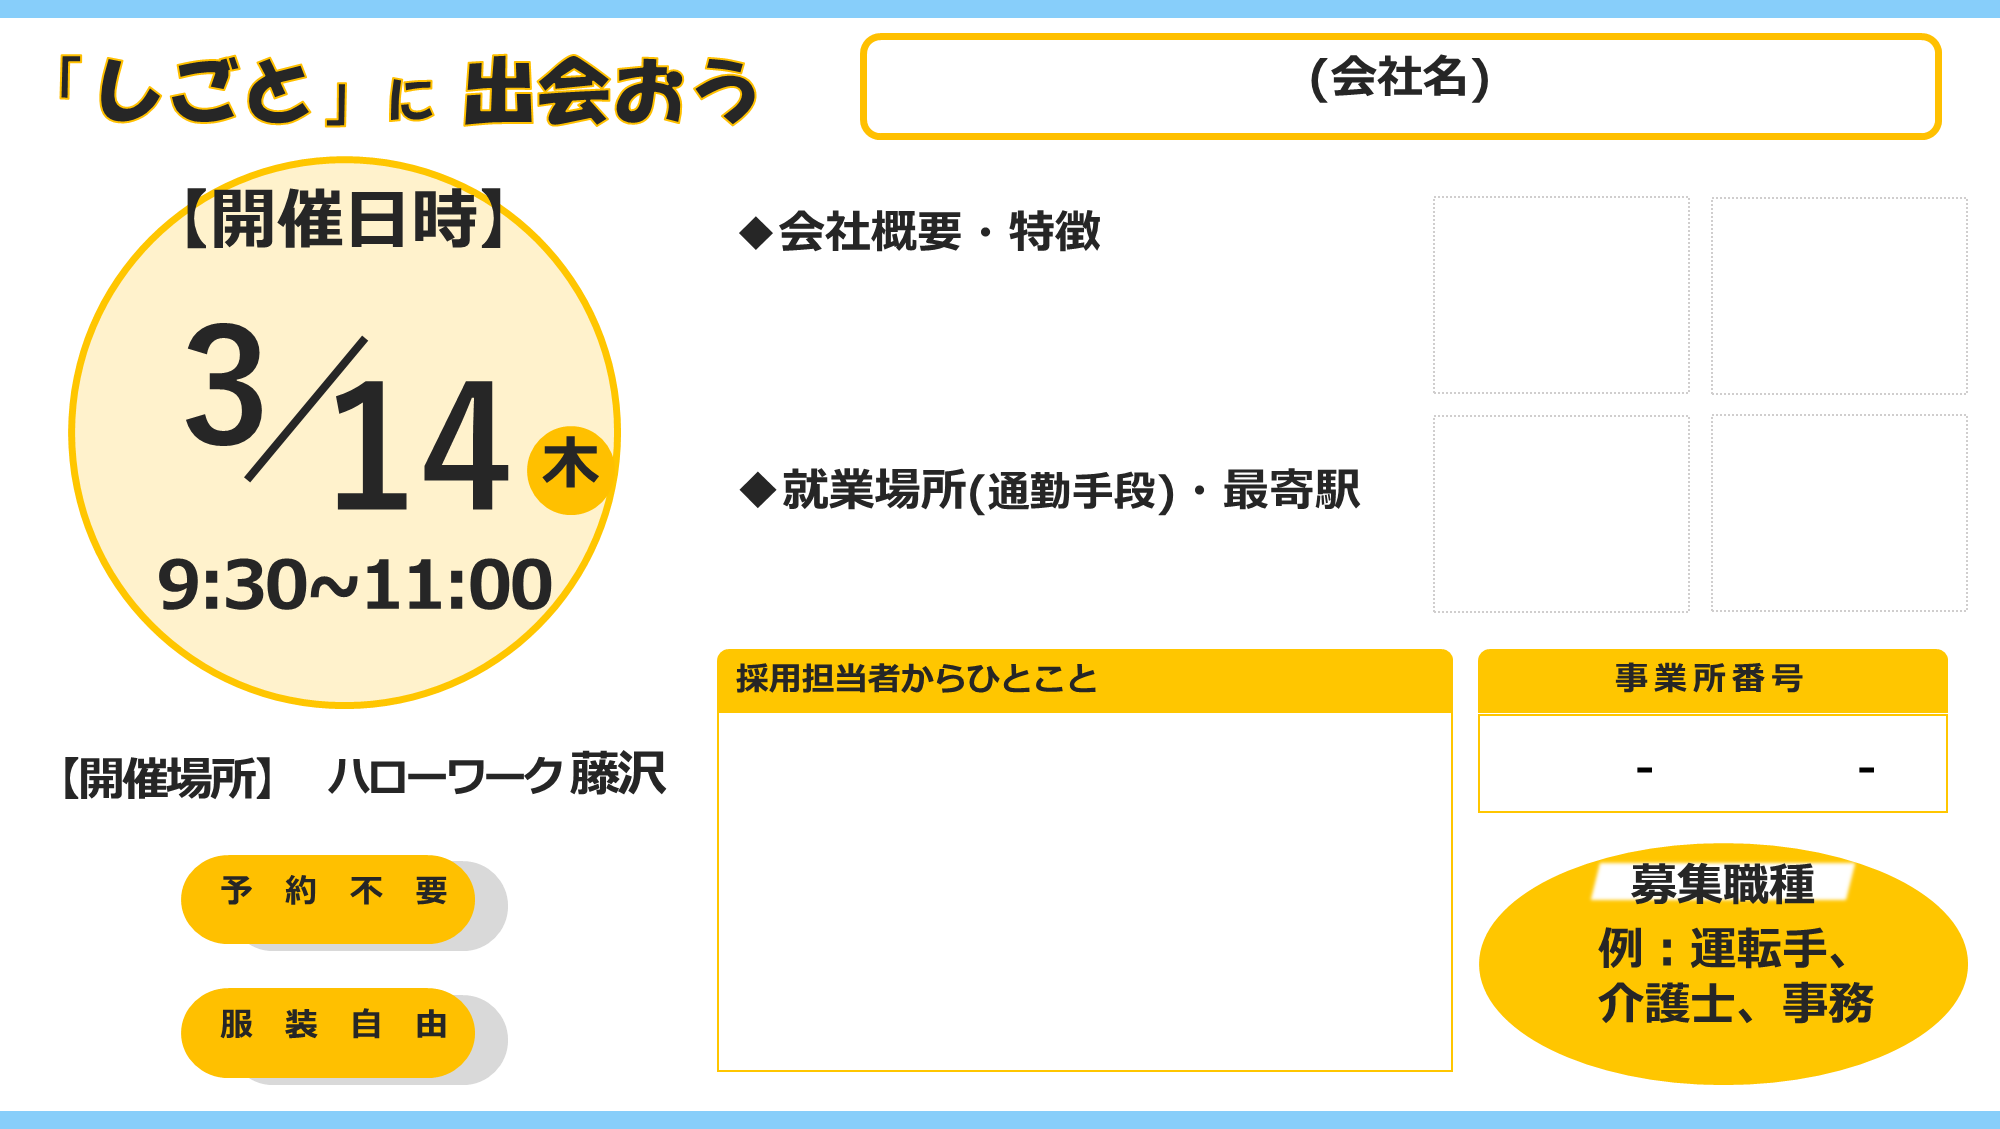 「しごと」に 出会おう
(会社名)
【開催日時】
3/14
木
9:30~11:00
【開催場所】 ハローワーク藤沢
予約不要
服装自由
◆会社概要・特徴
◆就業場所(通勤手段)・最寄駅
採用担当者からひとこと
事業所番号
- -
募集職種
例：運転手、
介護士、事務